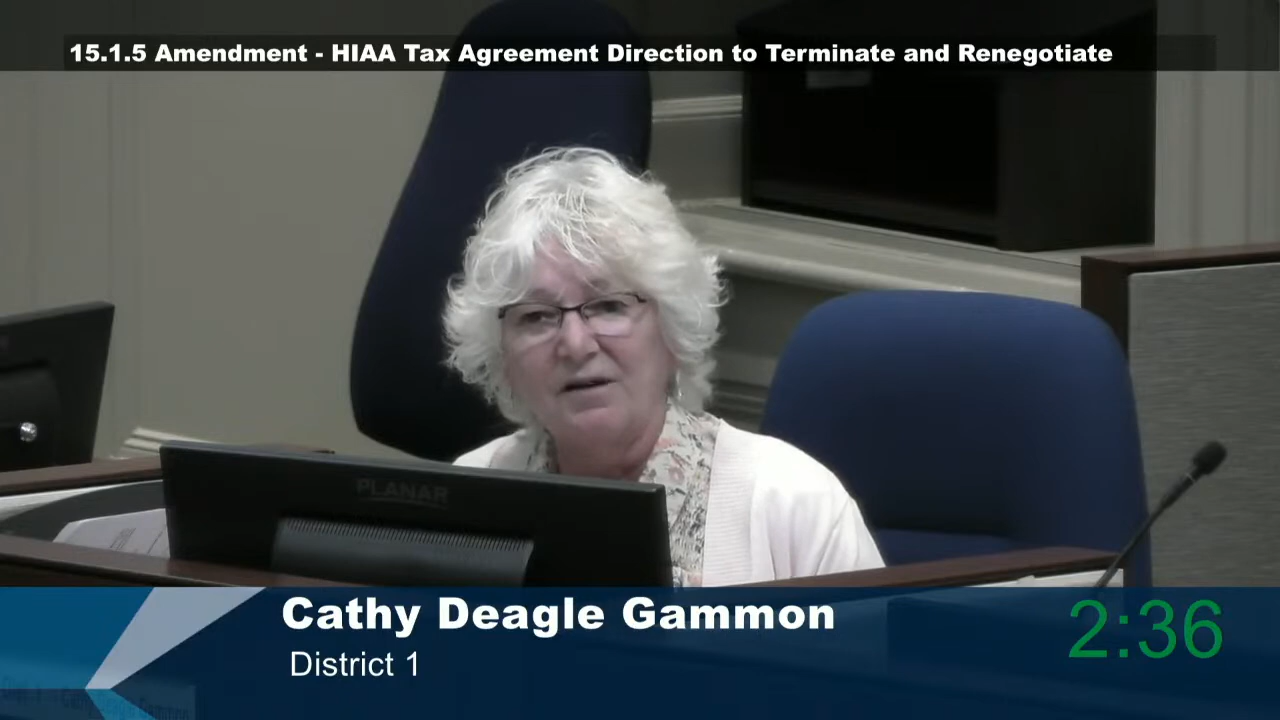 15.1.5 Amendment - HIAA Tax Agreement Direction to Terminate and Renegotiate
PLANAR
Cathy Deagle Gammon
District 1
2:36